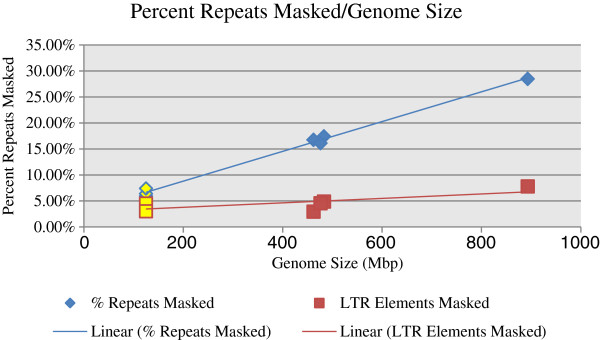 Percent Repeats Masked/Genome Size
35.00%
30.00%
25.00%
20.00%
15.00%
10.00%
5.00%
0.00%
Percent Repeats Masked
0 200 400 600 800 1000
Genome Size (Mbp)
% Repeats Masked LTR Elements Masked
Linear (% Repeats Masked) Linear (LTR Elements Masked)